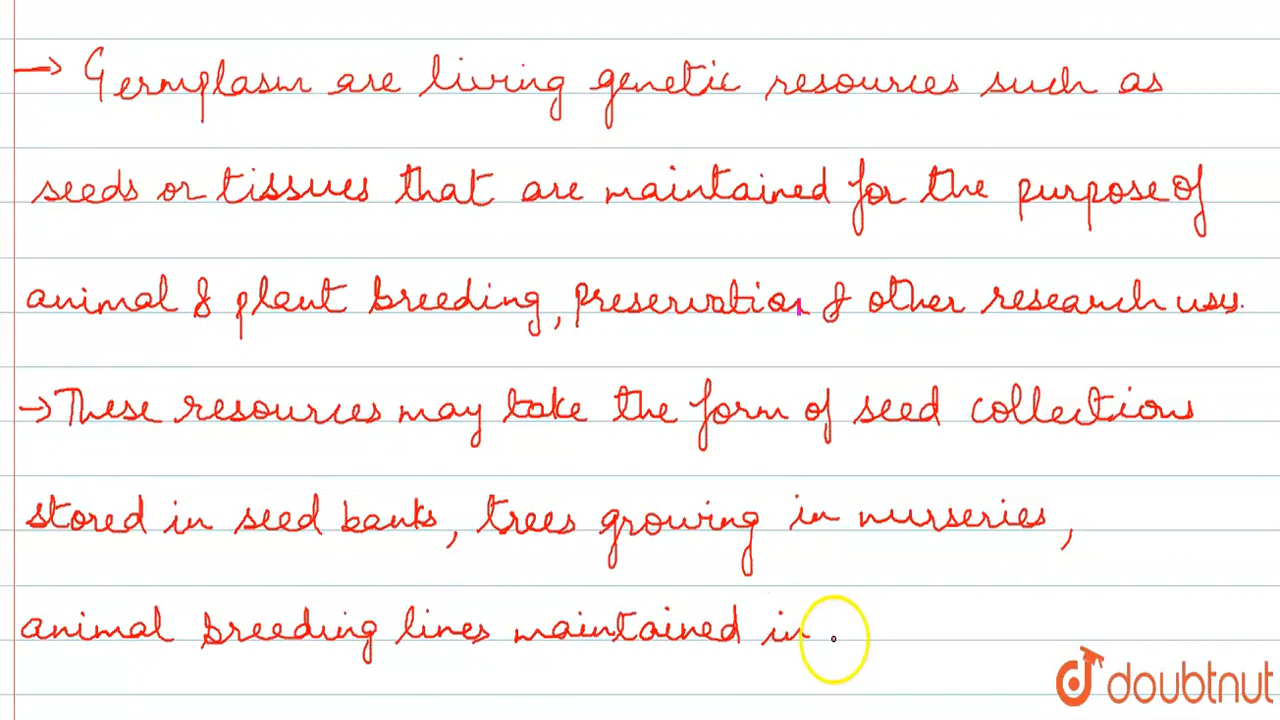 → Germplasm are living genetic resources such as
seeds or tissues that are maintained for the purpose of
animal & plant breeding, preservation & other research uses.
→ These resources may take the form of seed collections
stored in seed banks, trees growing in nurseries,
animal breeding lines maintained in
doubtnut